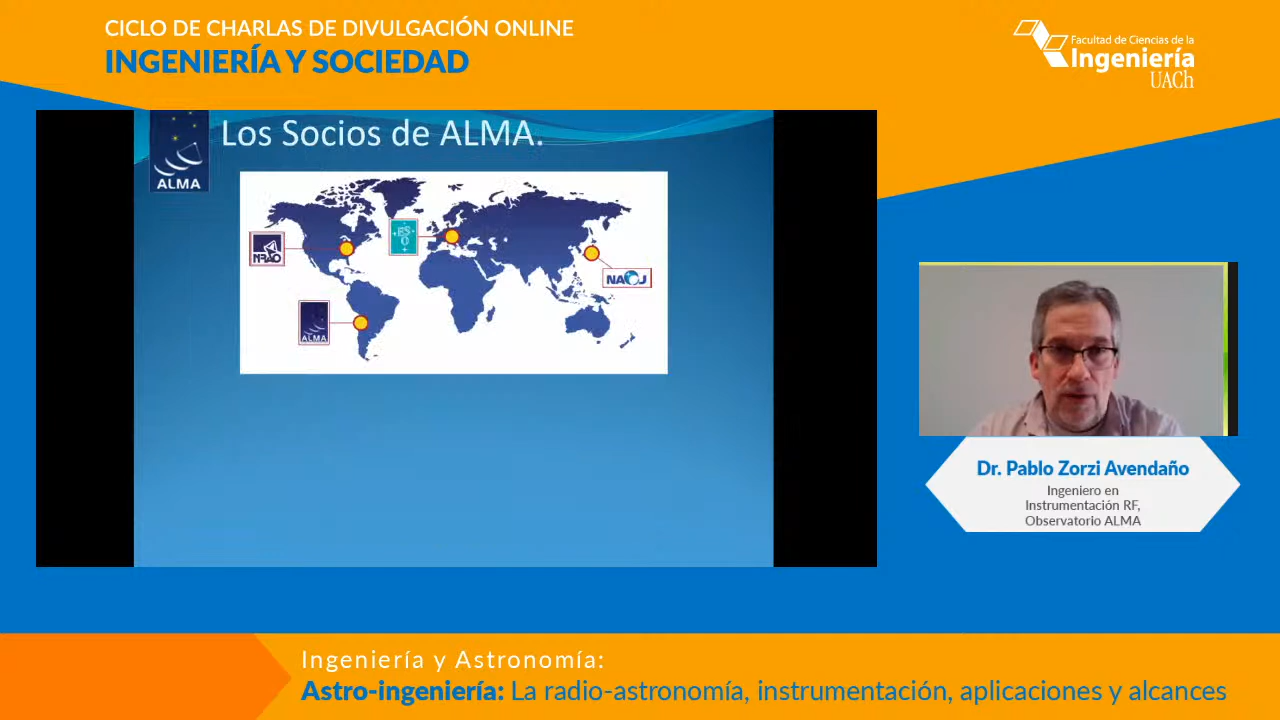 CICLO DE CHARLAS DE DIVULGACIÓN ONLINE
INGENIERÍA Y SOCIEDAD
Facultad de Ciencias de la
Ingeniería
UACh
Los Socios de ALMA.
ALMA
NRAO
ES
O
NAOJ
ALMA
Dr. Pablo Zorzi Avendaño
Ingeniero en
Instrumentación RF,
Observatorio ALMA
Ingeniería y Astronomía:
Astro-ingeniería: La radio-astronomía, instrumentación, aplicaciones y alcances